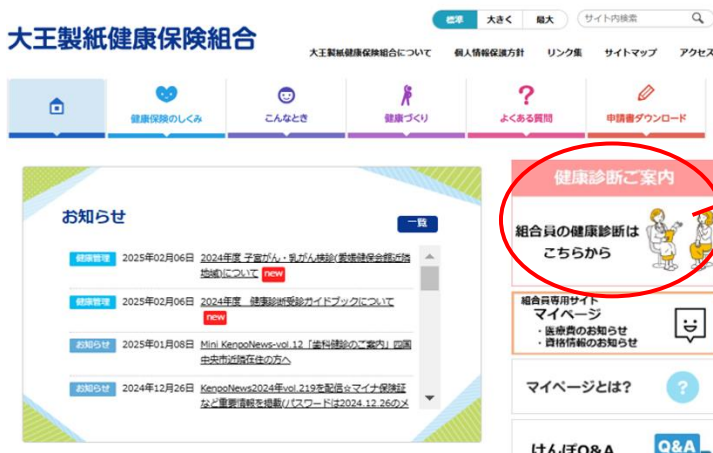 標準 大きく 最大 サイト内検索
大王製紙健康保険組合
大王製紙健康保険組合について 個人情報保護方針 リンク集 サイトマップ アクセス
健康保険のしくみ こんなとき 健康づくり よくある質問 申請書ダウンロード
お知らせ
一覧
健康管理 2025年02月06日 2024年度 子宮がん・乳がん検診(愛媛健保会館近隣
地域)について new
健康管理 2025年02月06日 2024年度 健康診断受診ガイドブックについて
new
お知らせ 2025年01月08日 Mini KenpoNews-vol.12「歯科健診のご案内」四国
中央市近隣在住の方へ
お知らせ 2024年12月26日 KenpoNews2024年vol.219を配信☆マイナ保険証
など重要情報を掲載(パスワードは2024.12.26のメ
健康診断ご案内
組合員の健康診断は
こちらから
組合員専用サイト
マイページ
・医療費のお知らせ
・資格情報のお知らせ
マイページとは? ?
けんぽQ&A Q&A